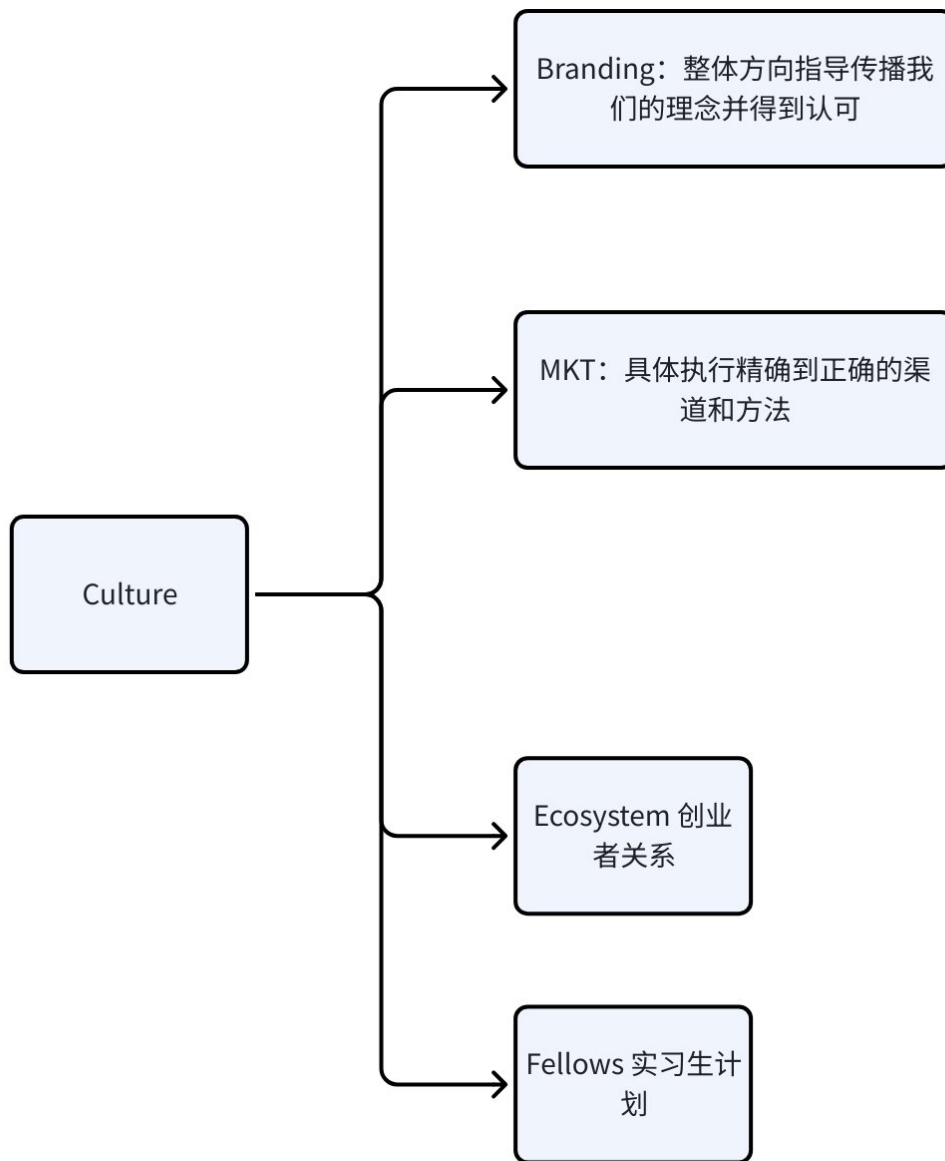 Branding：整体方向指导传播我
们的理念并得到认可
MKT：具体执行精确到正确的渠
道和方法
Culture
Ecosystem 创业
者关系
Fellows 实习生计
划